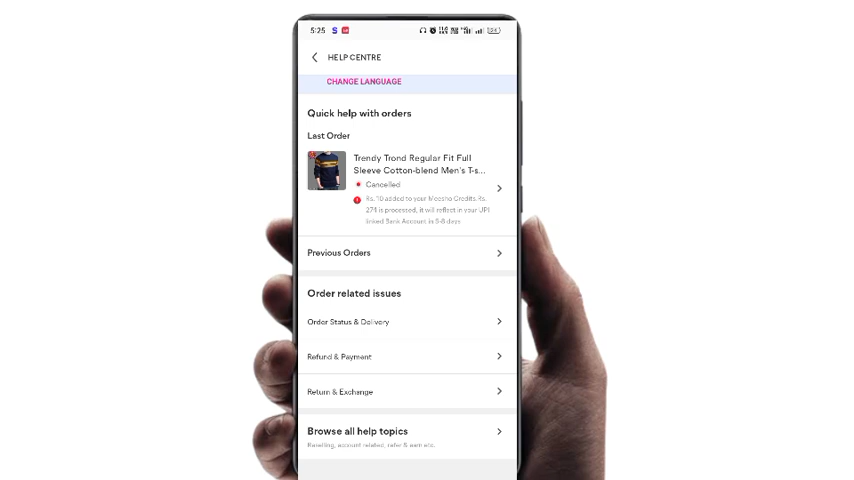 5:25 S
HELP CENTRE
CHANGE LANGUAGE
Quick help with orders
Last Order
Trendy Trond Regular Fit Full
Sleeve Cotton-blend Men's T-s...
Cancelled
Rs. 10 added to your Meesho Credits.Rs.
274 is processed, it will reflect in your UPI
linked Bank Account in 5-8 days
Previous Orders
Order related issues
Order Status & Delivery
Refund & Payment
Return & Exchange
Browse all help topics
Reselling, account related, refer & earn etc.